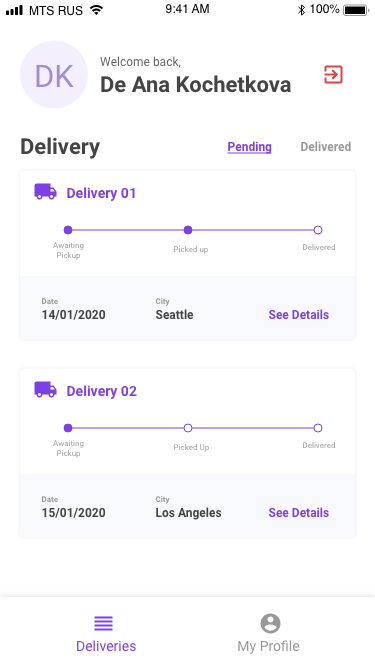 MTS RUS 9:41 AM 100%
DK
Welcome back,
De Ana Kochetkova
Delivery Pending Delivered
Delivery 01
Awaiting
Pickup
Picked up
Delivered
Date City
14/01/2020 Seattle See Details
Delivery 02
Awaiting
Pickup
Picked Up
Delivered
Date City
15/01/2020 Los Angeles See Details
Deliveries My Profile